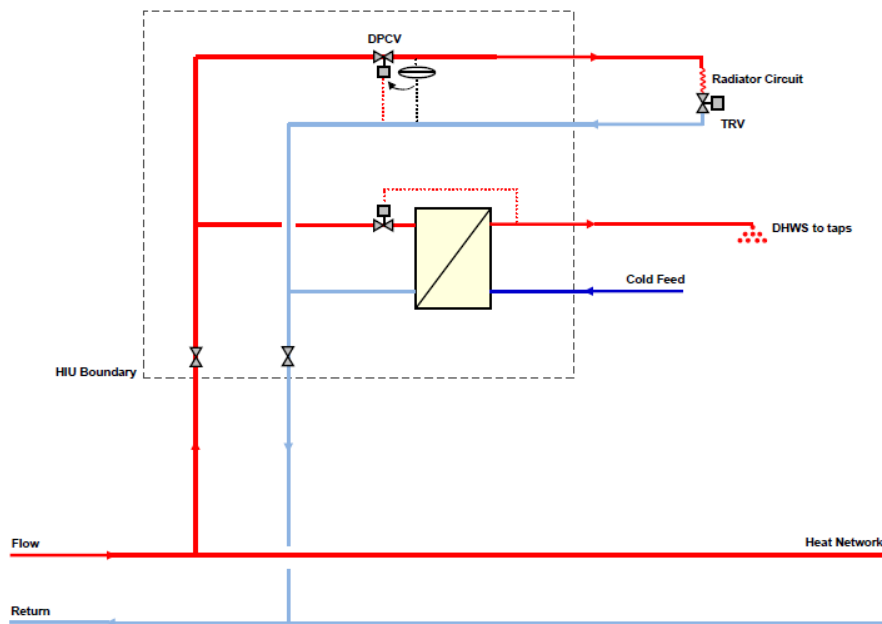 DPCV
Radiator Circuit
TRV
DHWS to taps
Cold Feed
HIU Boundary
Flow
Heat Network
Return